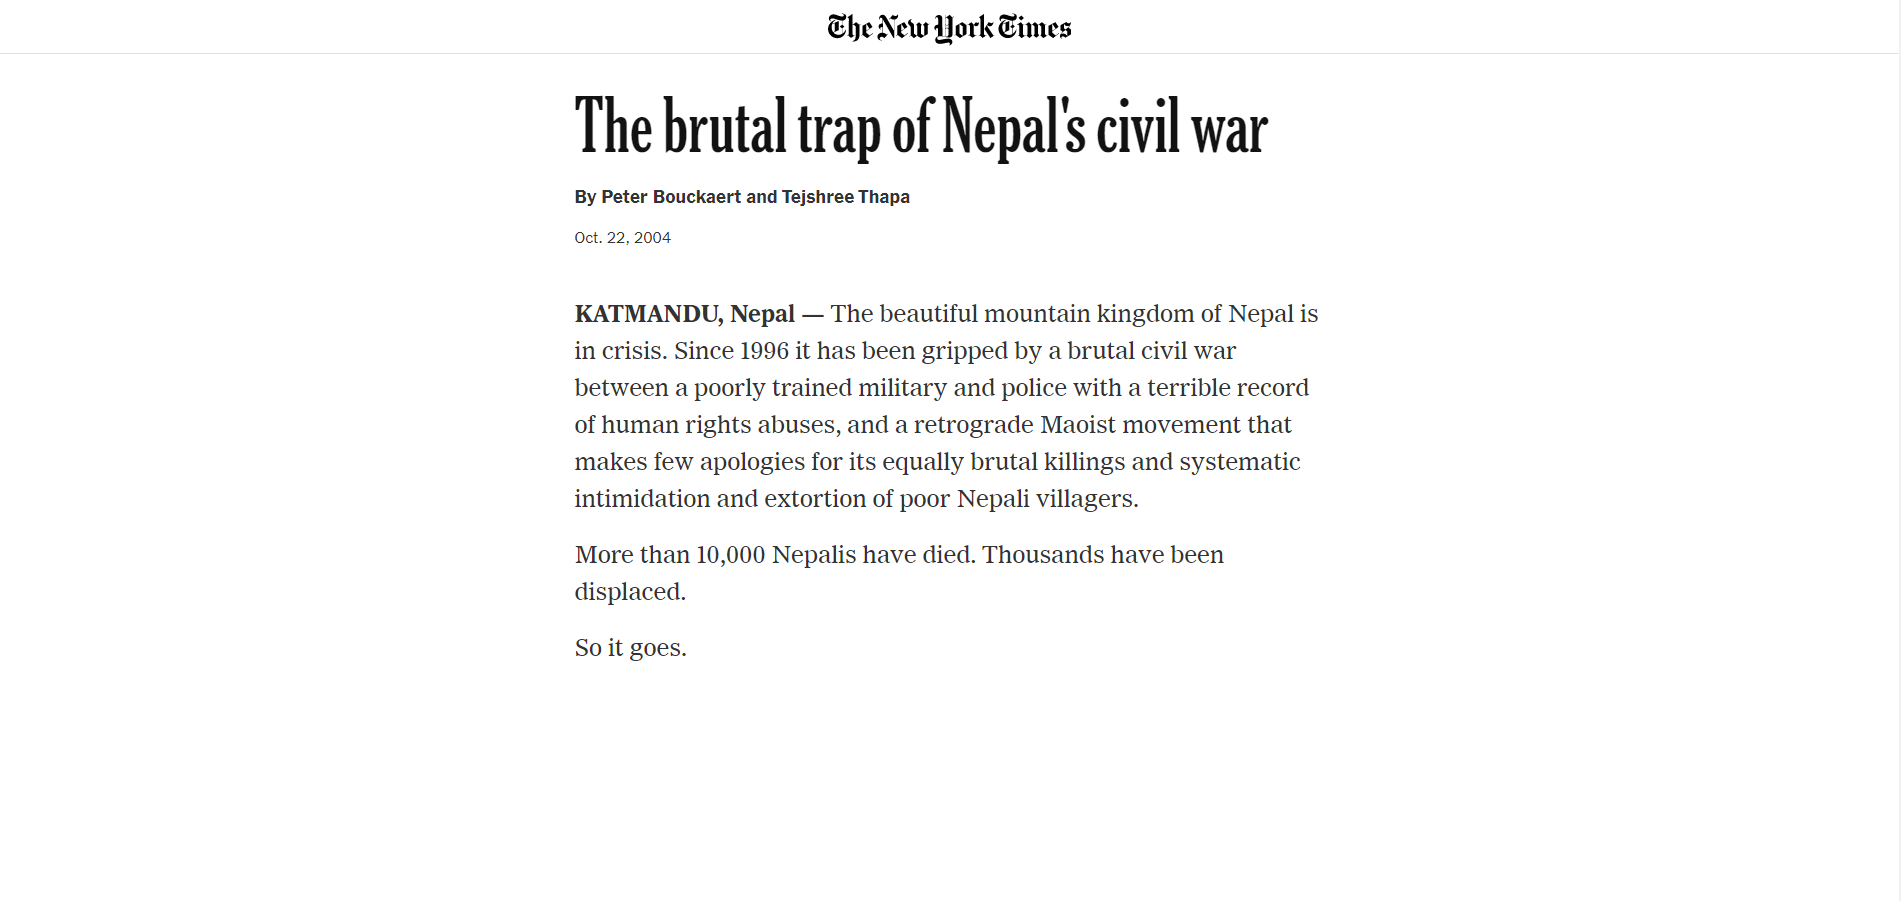 The New York Times
The brutal trap of Nepal's civil war
By Peter Bouckaert and Tejshree Thapa
Oct. 22, 2004
KATMANDU, Nepal — The beautiful mountain kingdom of Nepal is
in crisis. Since 1996 it has been gripped by a brutal civil war
between a poorly trained military and police with a terrible record
of human rights abuses, and a retrograde Maoist movement that
makes few apologies for its equally brutal killings and systematic
intimidation and extortion of poor Nepali villagers.
More than 10,000 Nepalis have died. Thousands have been
displaced.
So it goes.